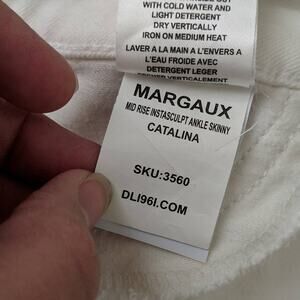 WITH COLD WATER AND
LIGHT DETERGENT
DRY VERTICALLY
IRON ON MEDIUM HEAT
LAVER A LA MAIN A L'ENVERS A
L'EAU FROIDE AVEC
DETERGENT LEGER
VERTICALEMENT
MARGAUX
MID RISE INSTASCULPT ANKLE SKINNY
CATALINA
SKU:3560
DL1961.COM